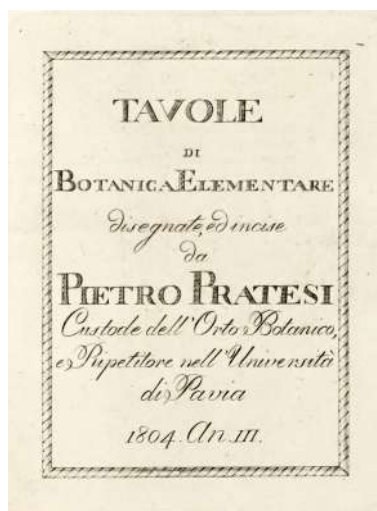 TAVOLE
DI
BOTANICA ELEMENTARE
disegnate, ed incise
da
PIETRO PRATESI
Custode dell'Orto Botanico,
e Ripetitore nell'Università
di Pavia
1804. An. III.